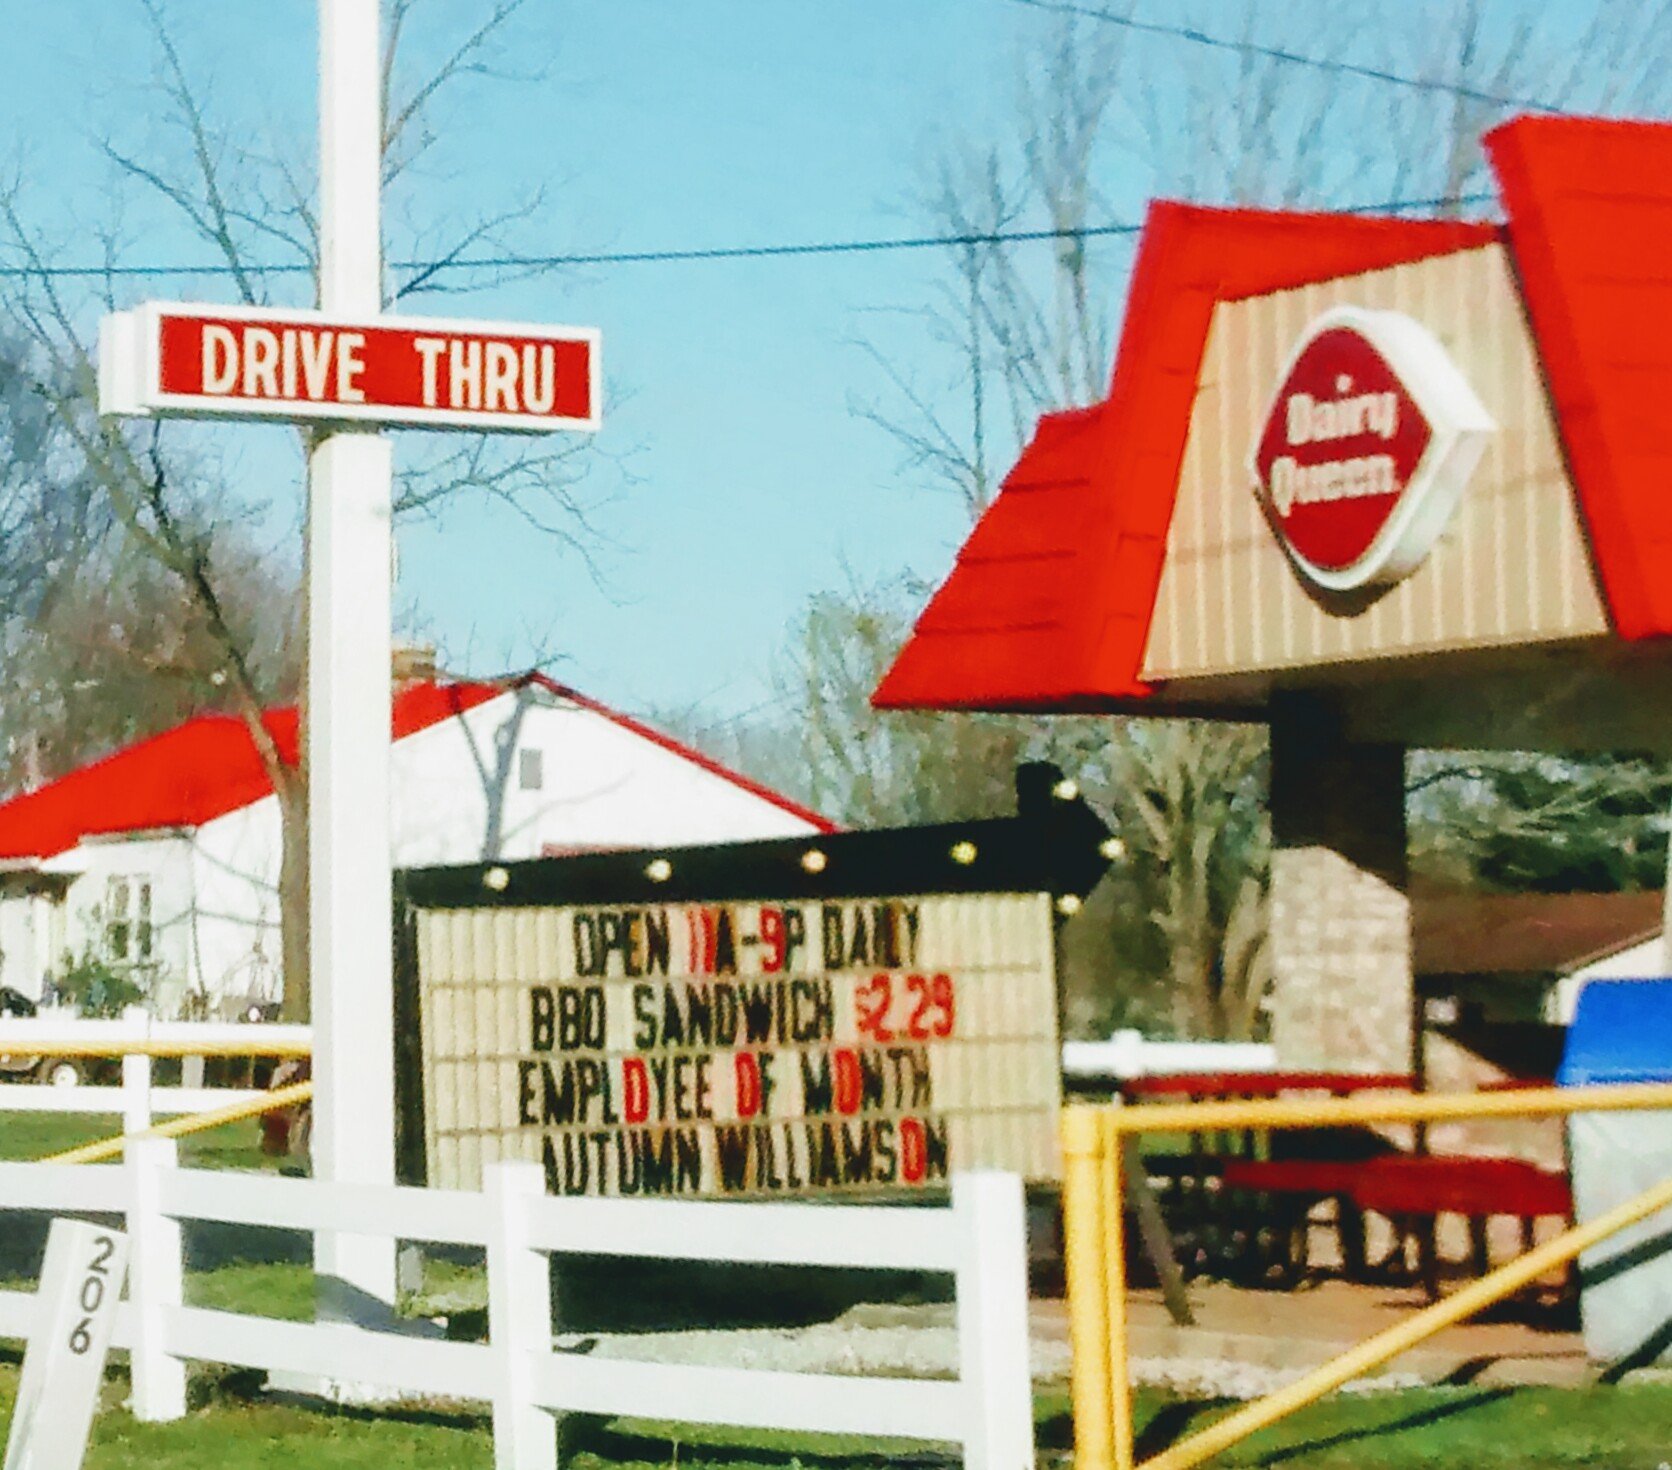 DRIVE THRU
Dairy
Queen.
OPEN 11A-9P DAILY
BBQ SANDWICH $2.29
EMPLOYEE OF MONTH
AUTUMN WILLIAMSON
206